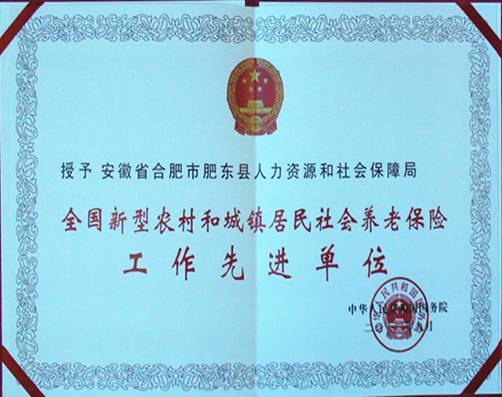 授予 安徽省合肥市肥东县人力资源和社会保障局
全国新型农村和城镇居民社会养老保险
工作先进单位
中华人民共和国国务院